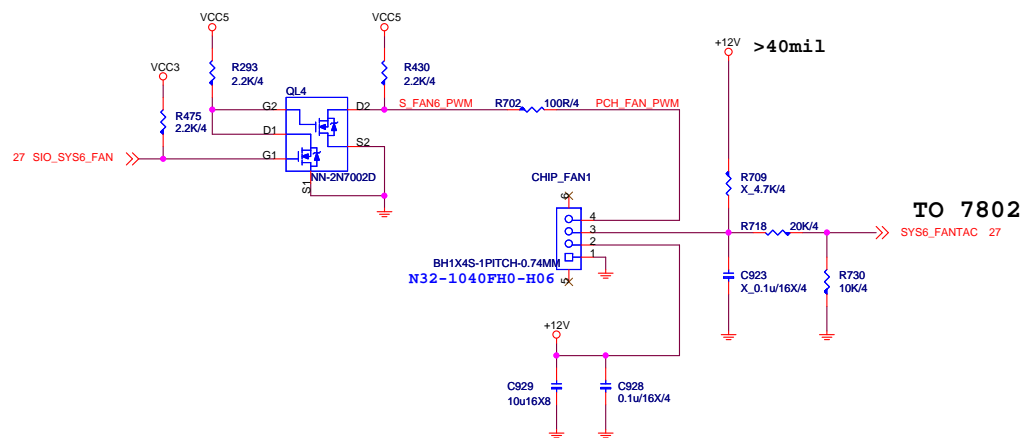 VCC5
VCC5
+12V
>40mil
VCC3
R293
2.2K/4
R430
2.2K/4
QL4
R475
2.2K/4
G2
D2
S_FAN6_PWM
R702
100R/4
PCH_FAN_PWM
D1
S2
27 SIO_SYS6_FAN
G1
NN-2N7002D
S1
CHIP_FAN1
R709
X_4.7K/4
6
4
3
2
1
5
TO 7802
R718
20K/4
SYS6_FANTAC 27
BH1X4S-1PITCH-0.74MM
N32-1040FH0-H06
C923
X_0.1u/16X/4
R730
10K/4
+12V
C929
10u16X8
C928
0.1u/16X/4